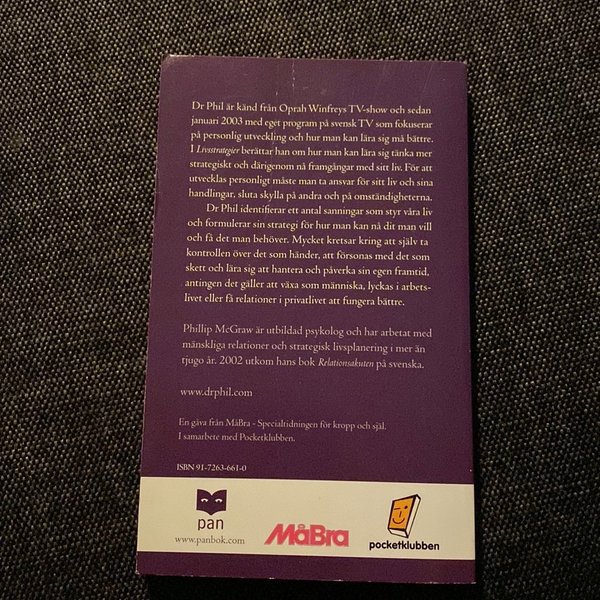 Dr Phil är känd från Oprah Winfreys TV-show och sedan
januari 2003 med eget program på svensk TV som fokuserar
på personlig utveckling och hur man kan lära sig må bättre.
I Livsstrategier berättar han om hur man kan lära sig tänka mer
strategiskt och därigenom nå framgångar med sitt liv. För att
utvecklas personligt måste man ta ansvar för sitt liv och sina
handlingar, sluta skylla på andra och på omständigheterna.
Dr Phil identifierar ett antal sanningar som styr våra liv
och formulerar sin strategi för hur man kan nå dit man vill
och få det man behöver. Mycket kretsar kring att själv ta
kontrollen över det som händer, att försonas med det som
skett och lära sig att hantera och påverka sin egen framtid,
antingen det gäller att växa som människa, lyckas i arbets-
livet eller få relationer i privatlivet att fungera bättre.
Phillip McGraw är utbildad psykolog och har arbetat med
mänskliga relationer och strategisk livsplanering i mer än
tjugo år. 2002 utkom hans bok Relationsakuten på svenska.
www.drphil.com
En gåva från MåBra - Specialtidningen för kropp och själ.
I samarbete med Pocketklubben.
ISBN 91-7263-661-0
pan
www.panbok.com
MåBra
pocketklubben